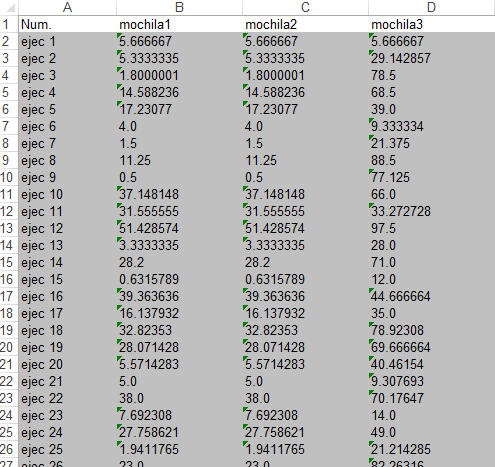 A B C D
1 Num. mochila1 mochila2 mochila3
2 ejec 1 5.666667 5.666667 5.666667
3 ejec 2 5.3333335 5.3333335 29.142857
4 ejec 3 1.8000001 1.8000001 78.5
5 ejec 4 14.588236 14.588236 68.5
6 ejec 5 17.23077 17.23077 39.0
7 ejec 6 4.0 4.0 9.333334
8 ejec 7 1.5 1.5 21.375
9 ejec 8 11.25 11.25 88.5
10 ejec 9 0.5 0.5 77.125
11 ejec 10 37.148148 37.148148 66.0
12 ejec 11 31.555555 31.555555 33.272728
13 ejec 12 51.428574 51.428574 97.5
14 ejec 13 3.3333335 3.3333335 28.0
15 ejec 14 28.2 28.2 71.0
16 ejec 15 0.6315789 0.6315789 12.0
17 ejec 16 39.363636 39.363636 44.666664
18 ejec 17 16.137932 16.137932 35.0
19 ejec 18 32.82353 32.82353 78.92308
20 ejec 19 28.071428 28.071428 69.666664
21 ejec 20 5.5714283 5.5714283 40.46154
22 ejec 21 5.0 5.0 9.307693
23 ejec 22 38.0 38.0 70.17647
24 ejec 23 7.692308 7.692308 14.0
25 ejec 24 27.758621 27.758621 49.0
26 ejec 25 1.9411765 1.9411765 21.214285
27 ejec 26 23.0 23.0 82.26316